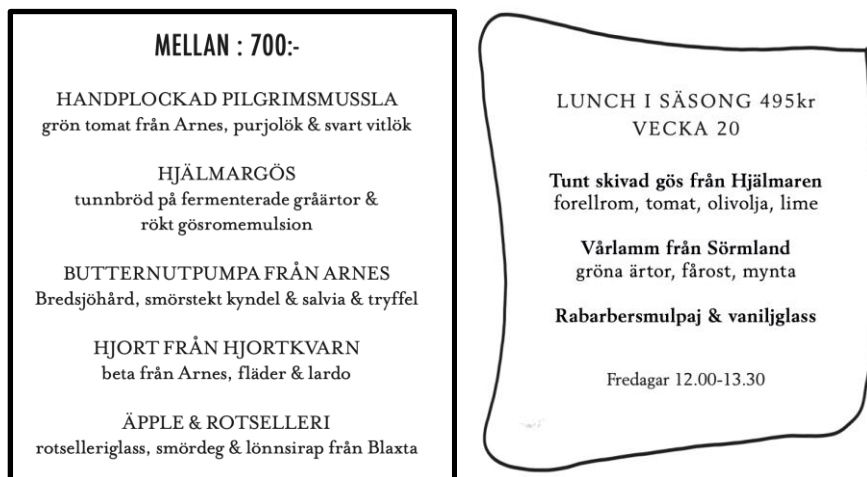 MELLAN : 700:-
HANDPLOCKAD PILGRIMSMUSSLA
grön tomat från Arnes, purjolök & svart vitlök
HJÄLMARGÖS
tunnbröd på fermenterade gråärtor &
rökt gösromemulsion
BUTTERNUTPUMPA FRÅN ARNES
Bredsjöhård, smörstekt kyndel & salvia & tryffel
HJORT FRÅN HJORTKVARN
beta från Arnes, fläder & lardo
ÄPPLE & ROTSELLERI
rotselleriglass, smördeg & lönnsirap från Blaxta
LUNCH I SÄSONG 495kr
VECKA 20
Tunt skivad gös från Hjälmaren
forellrom, tomat, olivolja, lime
Vårlamm från Sörmland
gröna ärtor, fårost, mynta
Rabarbersmulpaj & vaniljglass
Fredagar 12.00-13.30